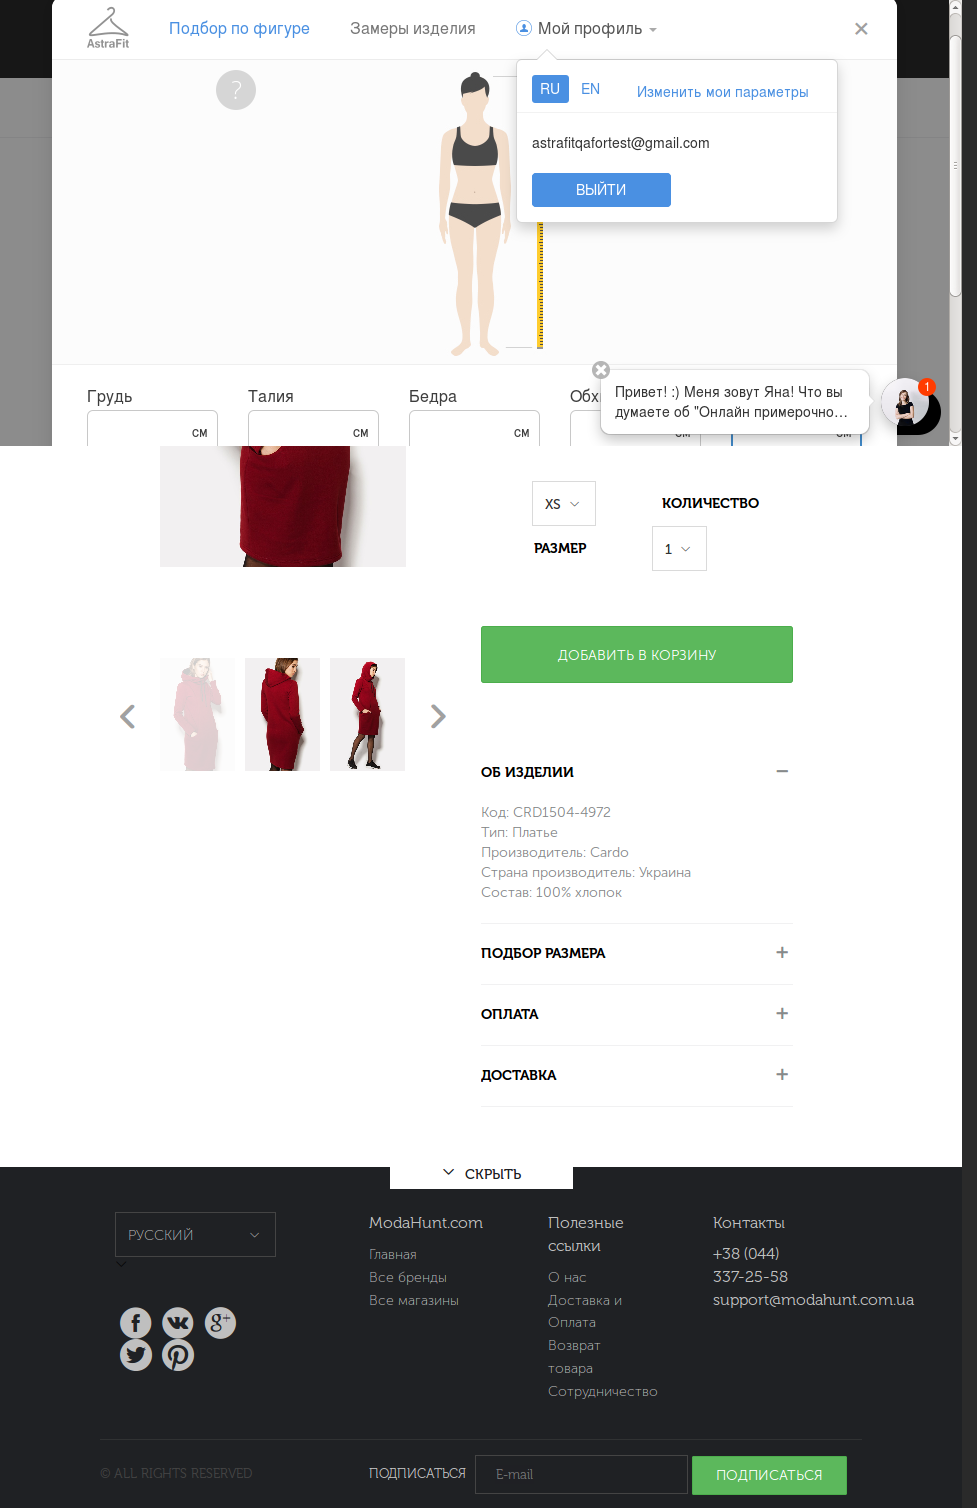 AstraFit
Подбор по фигуре
Замеры изделия
Мой профиль
?
RU
EN
Изменить мои параметры
astrafitqafortest@gmail.com
ВЫЙТИ
Грудь
Талия
Бедра
Обх
см
см
см
см
см
Привет! :) Меня зовут Яна! Что вы
думаете об "Онлайн примерочно...
1
XS
КОЛИЧЕСТВО
РАЗМЕР
1
ДОБАВИТЬ В КОРЗИНУ
ОБ ИЗДЕЛИИ
Код: CRD1504-4972
Тип: Платье
Производитель: Cardo
Страна производитель: Украина
Состав: 100% хлопок
ПОДБОР РАЗМЕРА
ОПЛАТА
ДОСТАВКА
СКРЫТЬ
РУССКИЙ
ModaHunt.com
Главная
Все бренды
Все магазины
Полезные
ссылки
О нас
Доставка и
Оплата
Возврат
товара
Сотрудничество
Контакты
+38 (044)
337-25-58
support@modahunt.com.ua
© ALL RIGHTS RESERVED
ПОДПИСАТЬСЯ
E-mail
ПОДПИСАТЬСЯ